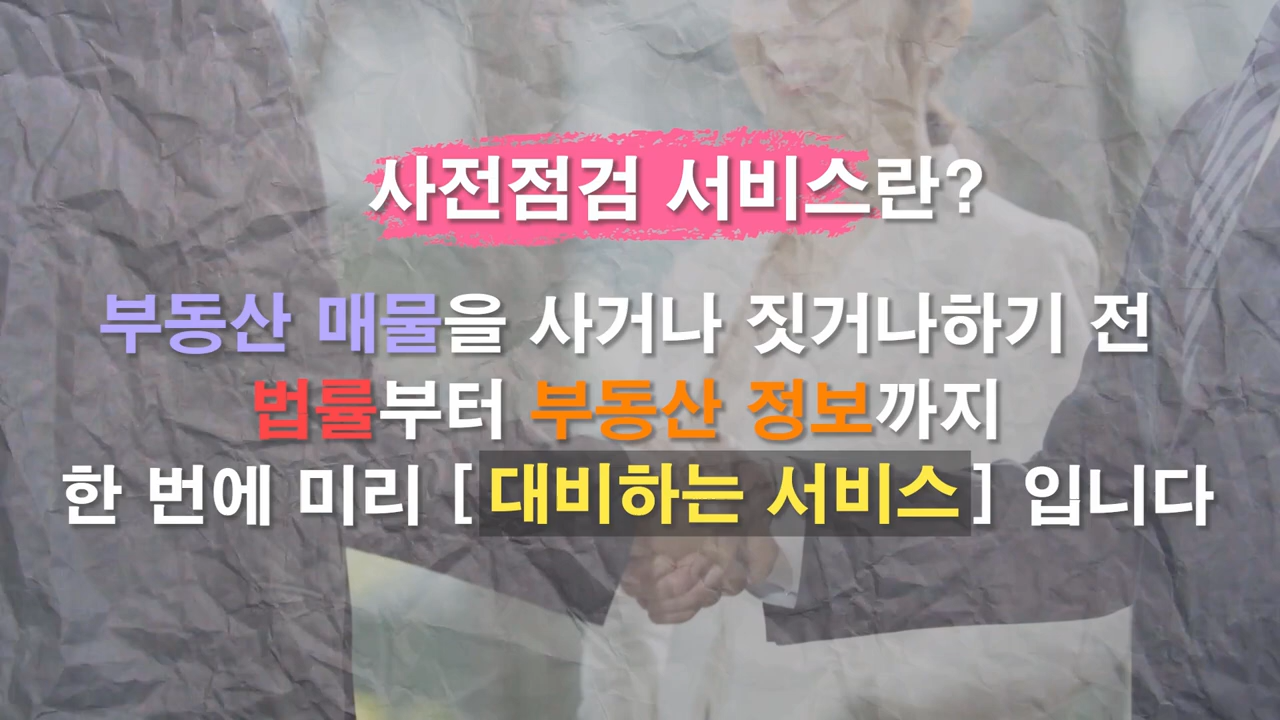 사전점검 서비스란?
부동산 매물을 사거나 짓거나하기 전
법률부터 부동산 정보까지
한 번에 미리 [대비하는 서비스] 입니다